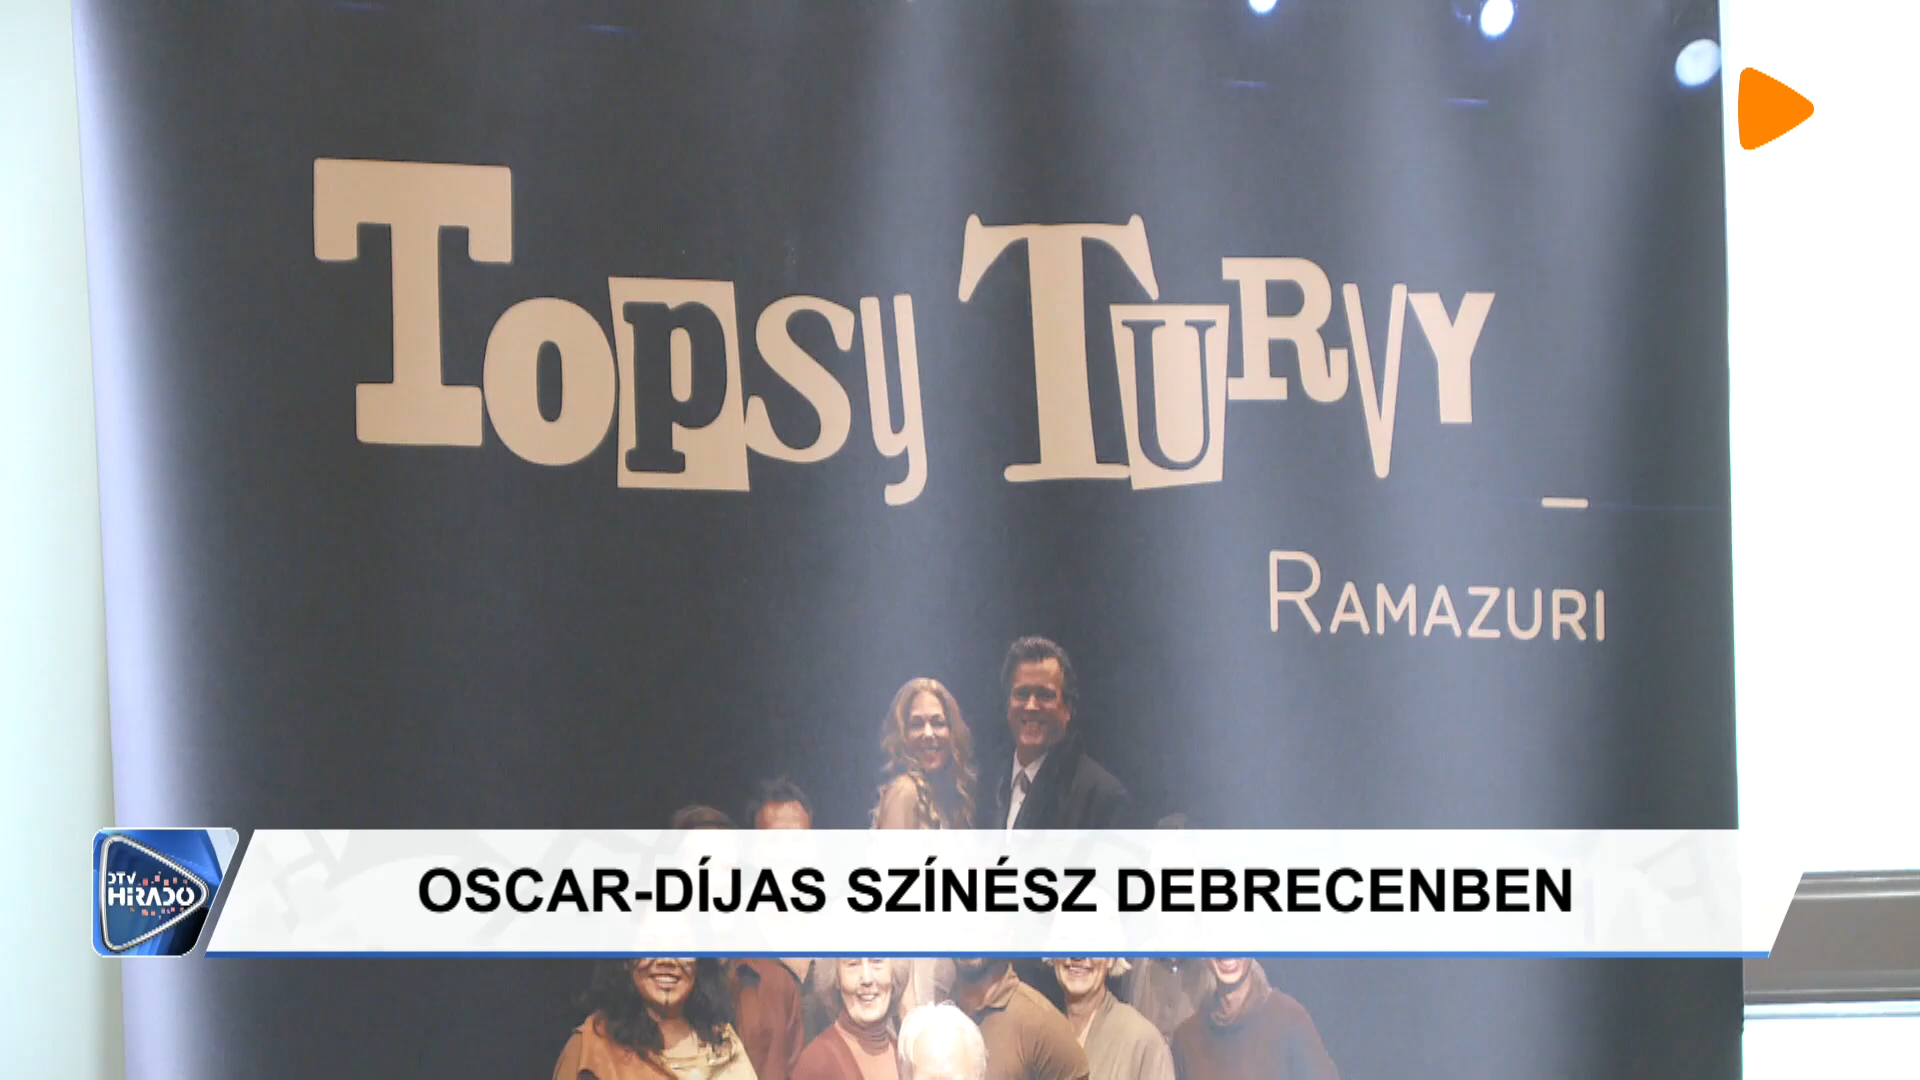 Topsy Turvy
Ramazuri
DTV
HÍRADÓ
OSCAR-DÍJAS SZÍNÉSZ DEBRECENBEN